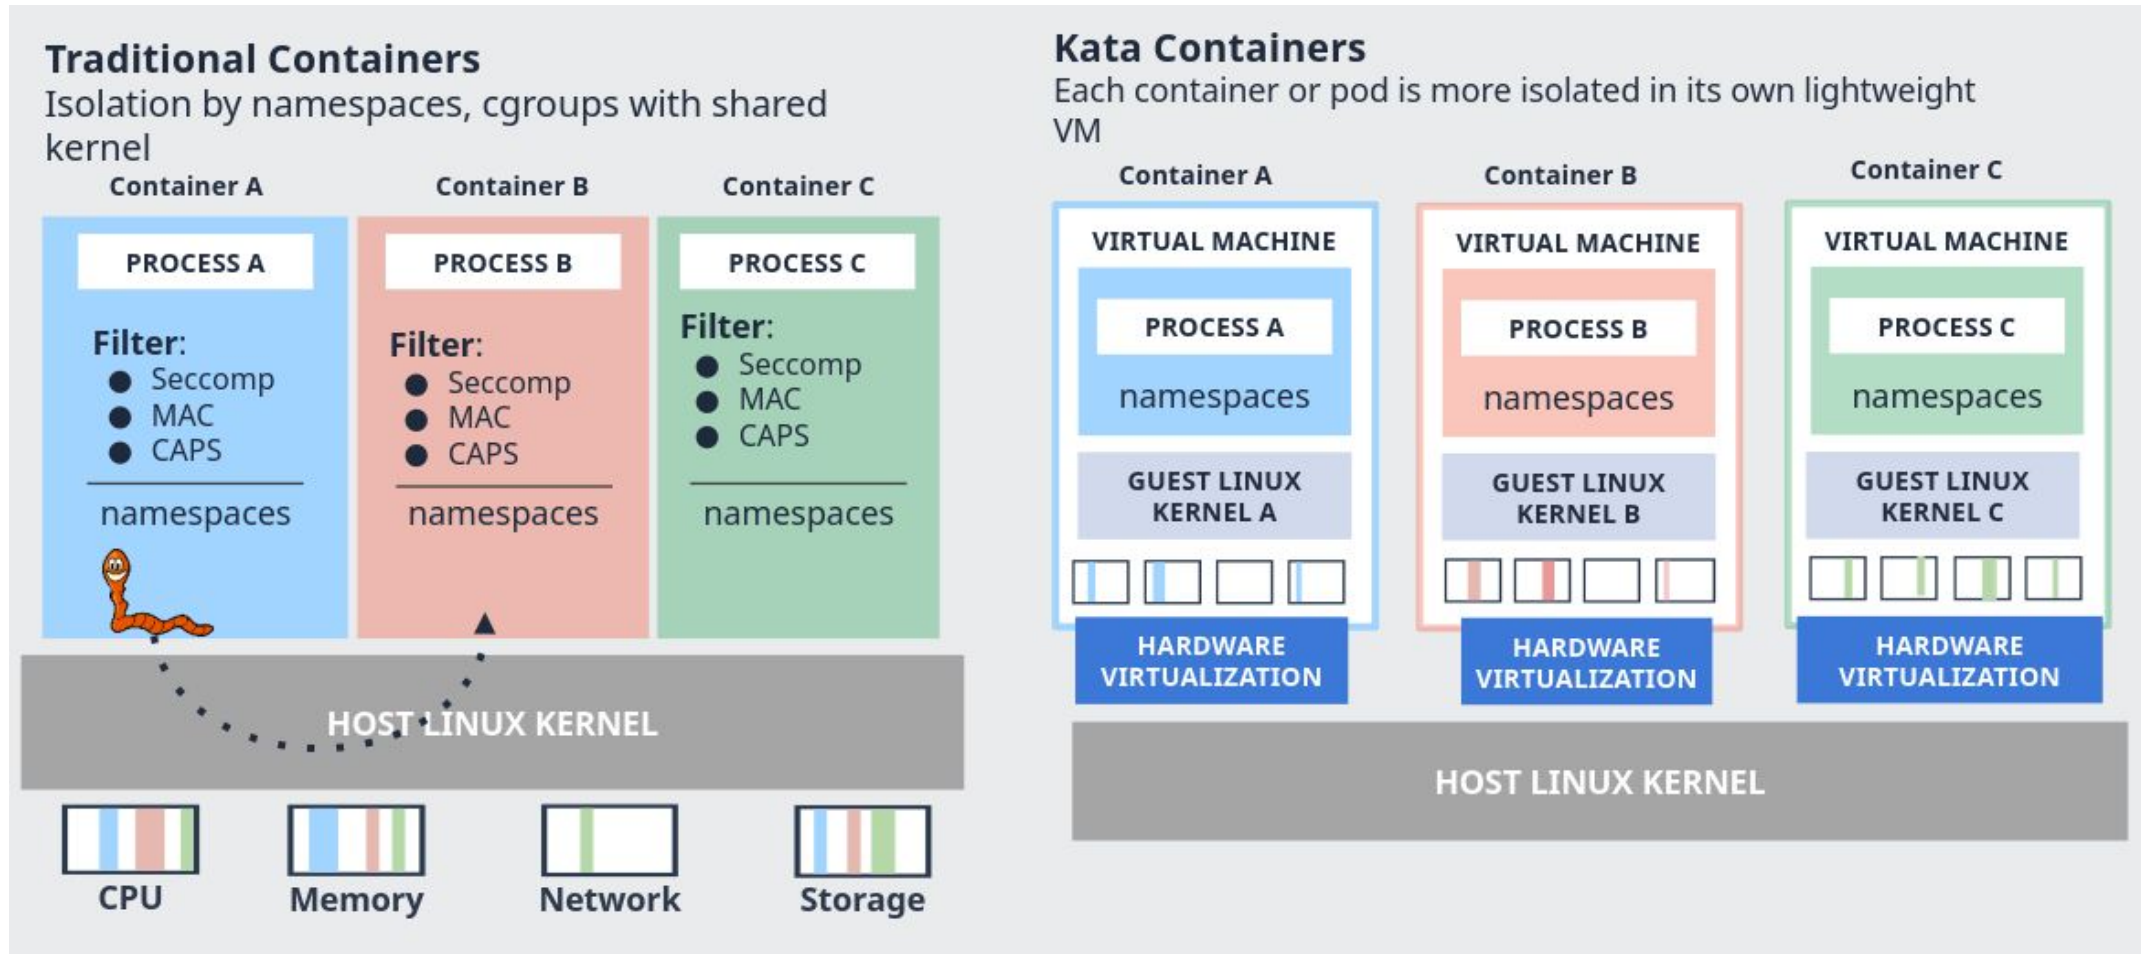 Traditional Containers
Isolation by namespaces, cgroups with shared
kernel
Container A
Container B
Container C
PROCESS A
PROCESS B
PROCESS C
Filter:
● Seccomp
● MAC
● CAPS
namespaces
Filter:
● Seccomp
● MAC
● CAPS
namespaces
Filter:
● Seccomp
● MAC
● CAPS
namespaces
HOST LINUX KERNEL
CPU
Memory
Network
Storage
Kata Containers
Each container or pod is more isolated in its own lightweight
VM
Container A
VIRTUAL MACHINE
PROCESS A
namespaces
GUEST LINUX
KERNEL A
HARDWARE
VIRTUALIZATION
Container B
VIRTUAL MACHINE
PROCESS B
namespaces
GUEST LINUX
KERNEL B
HARDWARE
VIRTUALIZATION
Container C
VIRTUAL MACHINE
PROCESS C
namespaces
GUEST LINUX
KERNEL C
HARDWARE
VIRTUALIZATION
HOST LINUX KERNEL